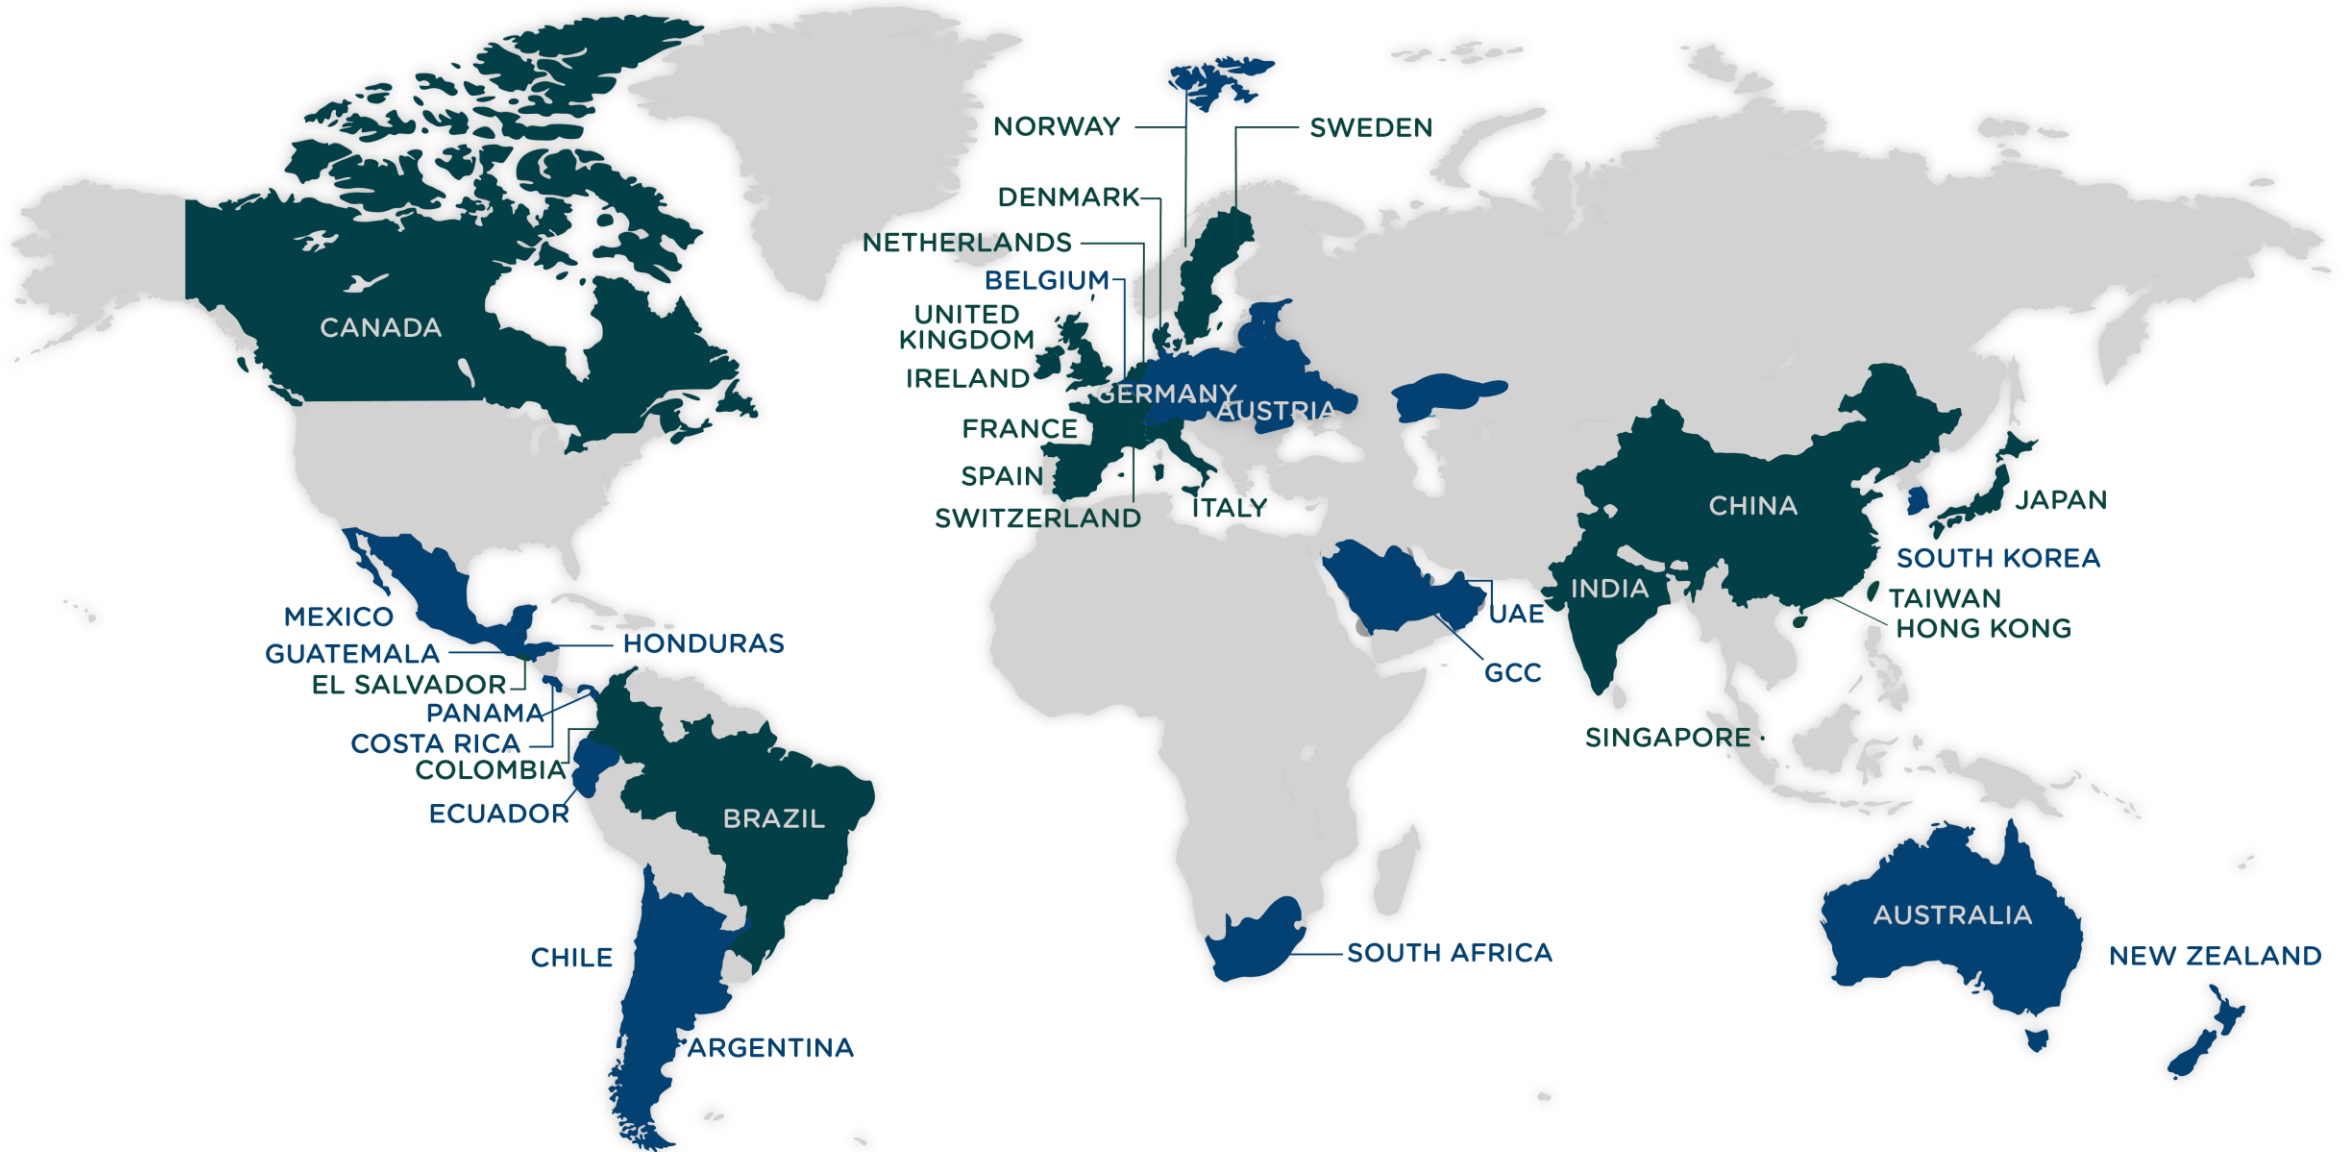 NORWAY
SWEDEN
DENMARK
NETHERLANDS
BELGIUM
UNITED
KINGDOM
IRELAND
GERMANY
AUSTRIA
FRANCE
SPAIN
SWITZERLAND
ITALY
CANADA
MEXICO
GUATEMALA
HONDURAS
EL SALVADOR
PANAMA
COSTA RICA
COLOMBIA
ECUADOR
BRAZIL
CHILE
ARGENTINA
SOUTH AFRICA
UAE
GCC
INDIA
CHINA
JAPAN
SOUTH KOREA
TAIWAN
HONG KONG
SINGAPORE
AUSTRALIA
NEW ZEALAND